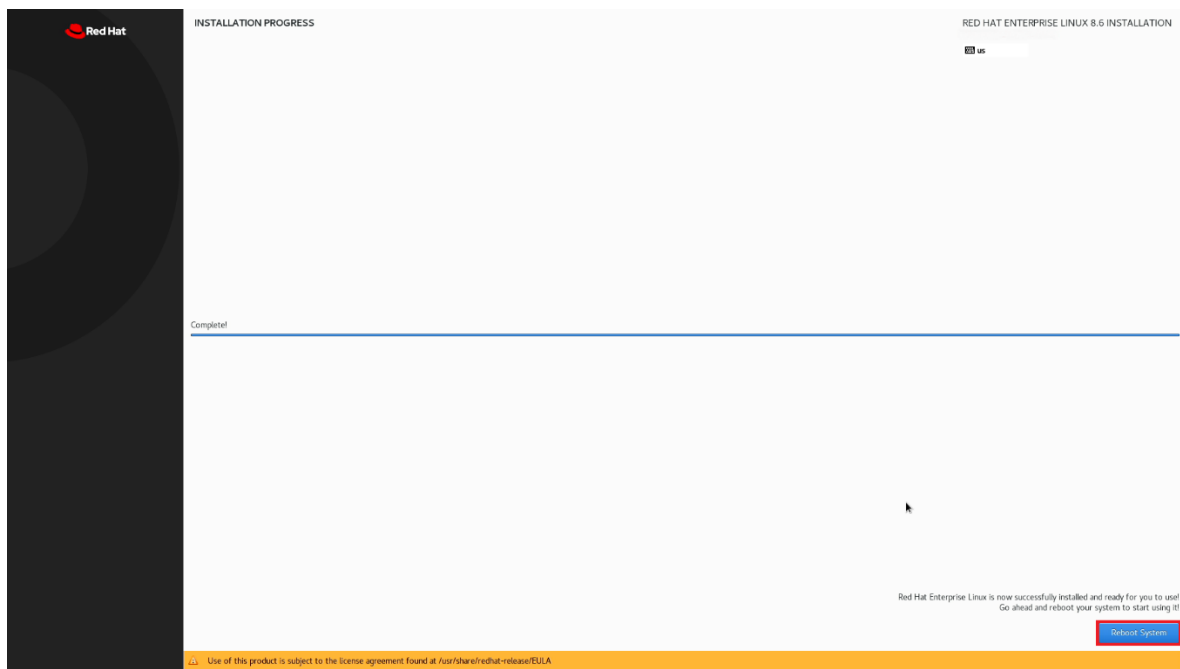 Red Hat
INSTALLATION PROGRESS
RED HAT ENTERPRISE LINUX 8.6 INSTALLATION
us
Complete!
Red Hat Enterprise Linux is now successfully installed and ready for you to use!
Go ahead and reboot your system to start using it!
Reboot System
Use of this product is subject to the license agreement found at /usr/share/redhat-release/EULA